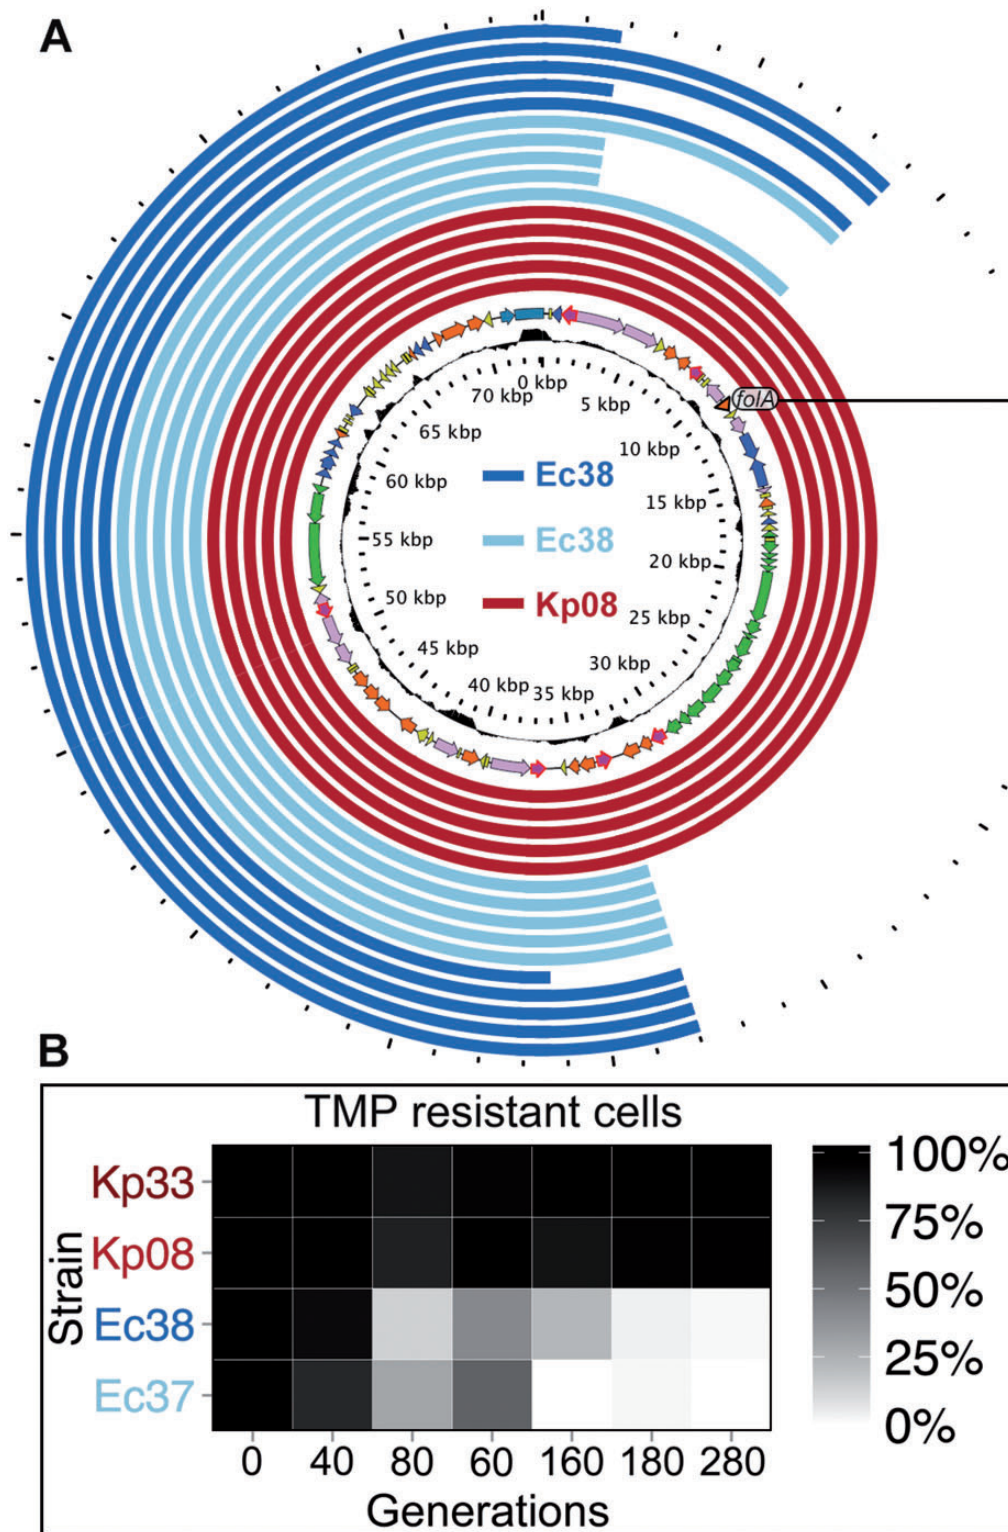 A
0 kbp
5 kbp
10 kbp
15 kbp
20 kbp
25 kbp
30 kbp
35 kbp
40 kbp
45 kbp
50 kbp
55 kbp
60 kbp
65 kbp
70 kbp
folA
Ec38
Ec38
Kp08
B
TMP resistant cells
Strain
Kp33
Kp08
Ec38
Ec37
0 40 80 60 160 180 280
Generations
100%
75%
50%
25%
0%